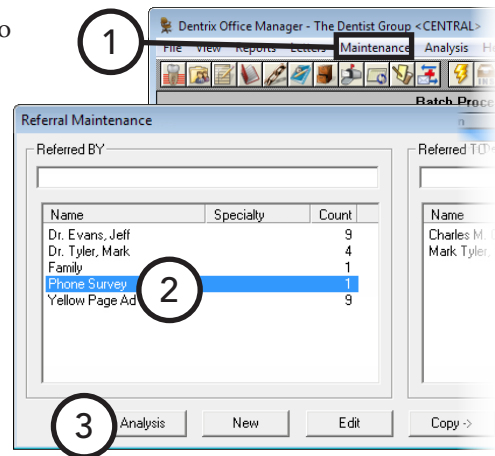 o
Dentrix Office Manager - The Dentist Group <CENTRAL>
1
File View Reports Letters Maintenance Analysis H
Batch Proce
Referral Maintenance
Referred BY
Referred TO
Name Specialty Count
Name
Dr. Evans, Jeff 9
Charles M.
Dr. Tyler, Mark 4
Mark Tyler,
Family 1
Phone Survey 1
2
Yellow Page Ad 9
3
Analysis New Edit Copy ->